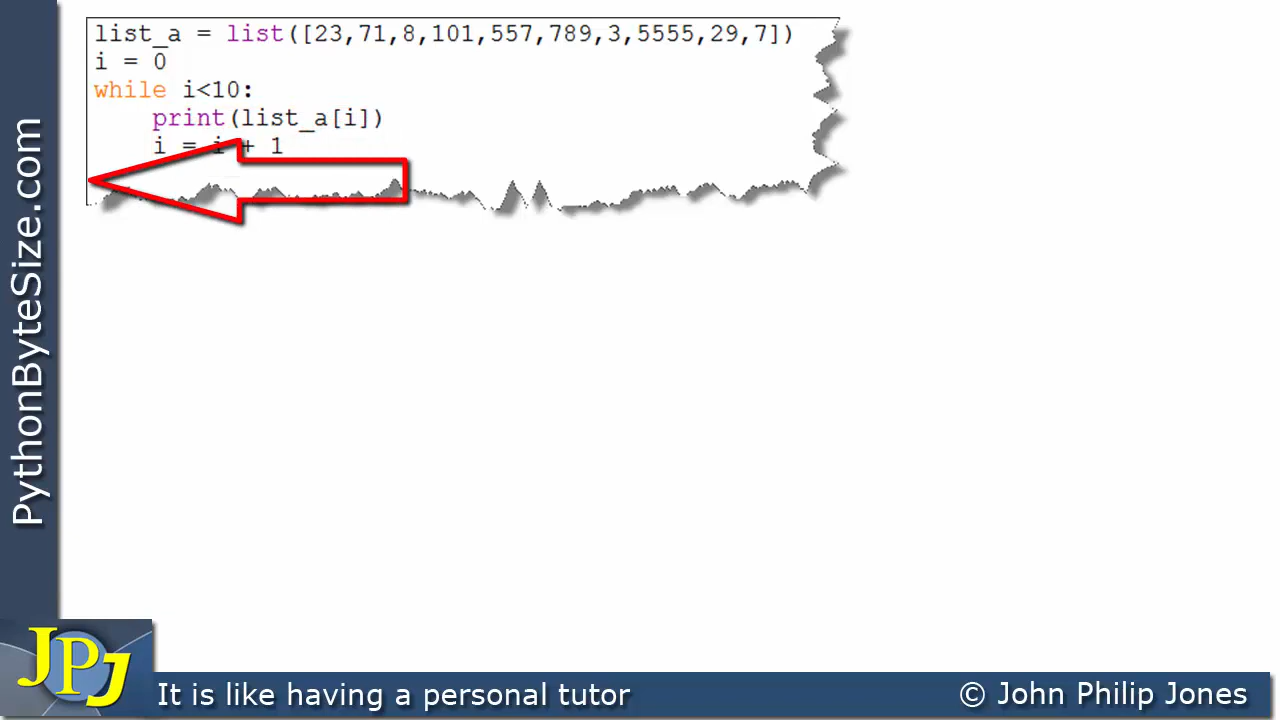 list_a = list([23,71,8,101,557,789,3,5555,29,7])
i = 0
while i<10:
    print(list_a[i])
    i = i + 1
PythonByteSize.com
JPJ
It is like having a personal tutor
© John Philip Jones